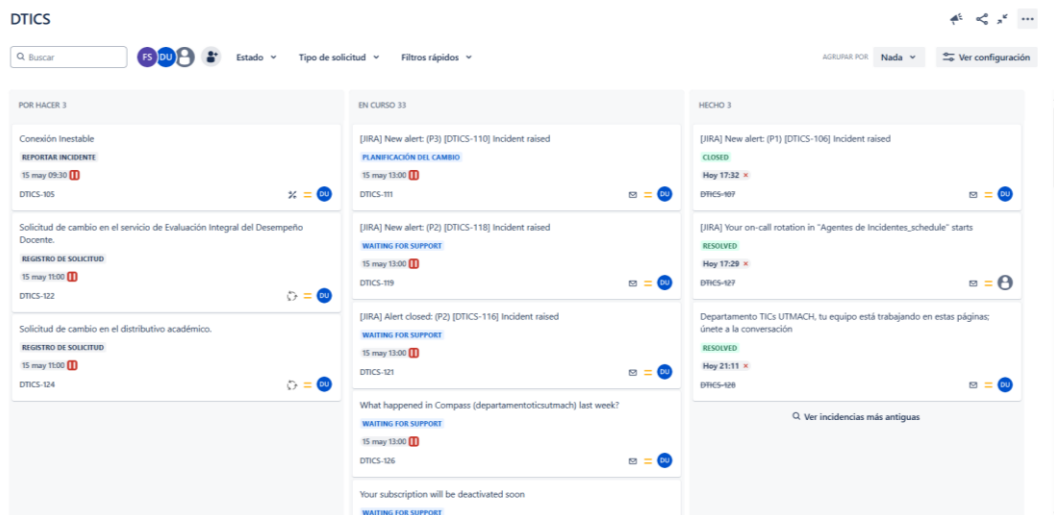 DTICS
Buscar
FS DU
Estado
Tipo de solicitud
Filtros rápidos
AGRUPAR POR
Nada
Ver configuración
POR HACER 3
Conexión Inestable
REPORTAR INCIDENTE
15 may 09:30
DTICS-105
DU
Solicitud de cambio en el servicio de Evaluación Integral del Desempeño
Docente.
REGISTRO DE SOLICITUD
15 may 11:00
DTICS-122
DU
Solicitud de cambio en el distributivo académico.
REGISTRO DE SOLICITUD
15 may 11:00
DTICS-124
DU
EN CURSO 33
[JIRA] New alert: (P3) [DTICS-110] Incident raised
PLANIFICACIÓN DEL CAMBIO
15 may 13:00
DTICS-111
DU
[JIRA] New alert: (P2) [DTICS-118] Incident raised
WAITING FOR SUPPORT
15 may 13:00
DTICS-119
DU
[JIRA] Alert closed: (P2) [DTICS-116] Incident raised
WAITING FOR SUPPORT
15 may 13:00
DTICS-121
DU
What happened in Compass (departamentoticsutmach) last week?
WAITING FOR SUPPORT
15 may 13:00
DTICS-126
DU
Your subscription will be deactivated soon
WAITING FOR SUPPORT
HECHO 3
[JIRA] New alert: (P1) [DTICS-106] Incident raised
CLOSED
Hoy 17:32
DTICS-107
DU
[JIRA] Your on-call rotation in "Agentes de Incidentes_schedule" starts
RESOLVED
Hoy 17:29
DTICS-127
Departamento TICs UTMACH, tu equipo está trabajando en estas páginas;
únete a la conversación
RESOLVED
Hoy 21:11
DTICS-128
DU
Ver incidencias más antiguas